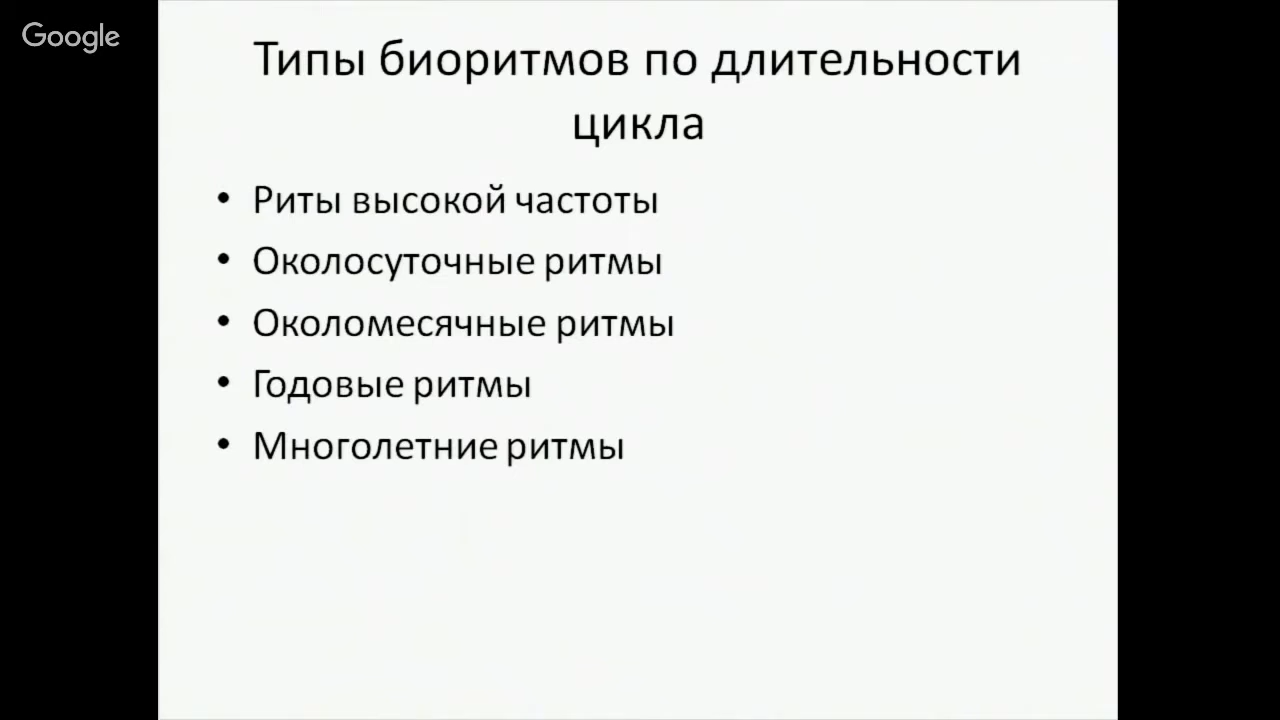 Google
Типы биоритмов по длительности
цикла
• Риты высокой частоты
• Околосуточные ритмы
• Околомесячные ритмы
• Годовые ритмы
• Многолетние ритмы